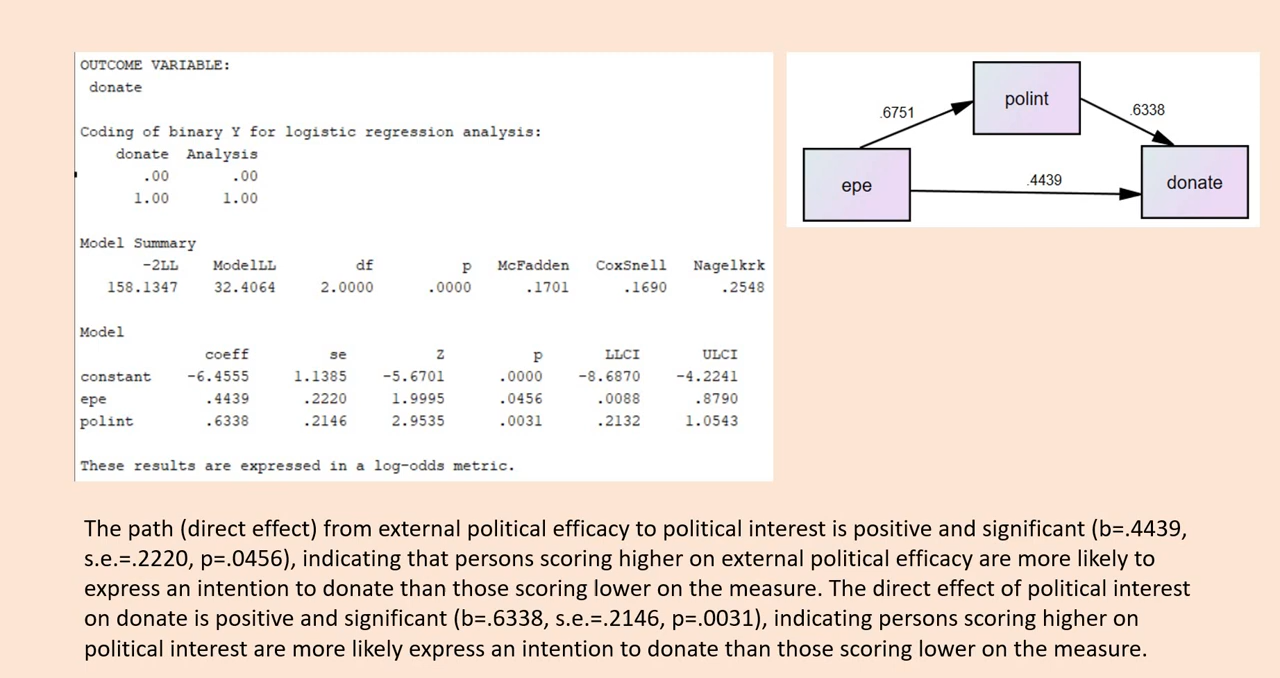 OUTCOME VARIABLE:
donate
Coding of binary Y for logistic regression analysis:
donate Analysis
.00 .00
1.00 1.00
Model Summary
-2LL ModelLL df p McFadden CoxSnell Nagelkrk
158.1347 32.4064 2.0000 .0000 .1701 .1690 .2548
Model
coeff se Z p LLCI ULCI
constant -6.4555 1.1385 -5.6701 .0000 -8.6870 -4.2241
epe .4439 .2220 1.9995 .0456 .0088 .8790
polint .6338 .2146 2.9535 .0031 .2132 1.0543
These results are expressed in a log-odds metric.
polint
.6751
.6338
epe
.4439
donate
The path (direct effect) from external political efficacy to political interest is positive and significant (b=.4439,
s.e.=.2220, p=.0456), indicating that persons scoring higher on external political efficacy are more likely to
express an intention to donate than those scoring lower on the measure. The direct effect of political interest
on donate is positive and significant (b=.6338, s.e.=.2146, p=.0031), indicating persons scoring higher on
political interest are more likely express an intention to donate than those scoring lower on the measure.